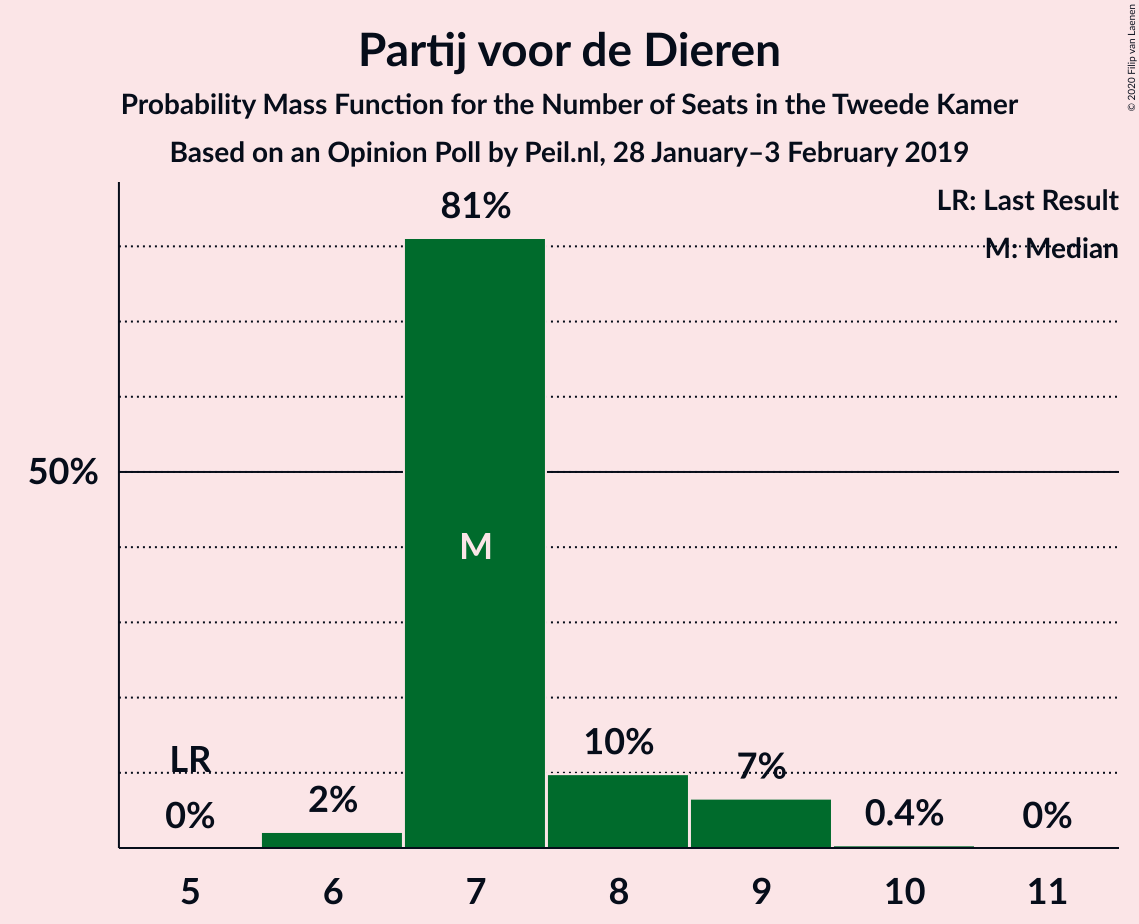 Partij voor de Dieren
Probability Mass Function for the Number of Seats in the Tweede Kamer
Based on an Opinion Poll by Peil.nl, 28 January–3 February 2019
© 2020 Filip van Laenen
LR: Last Result
M: Median
81%
50%
M
LR
0%
2%
10%
7%
0.4%
0%
5 6 7 8 9 10 11